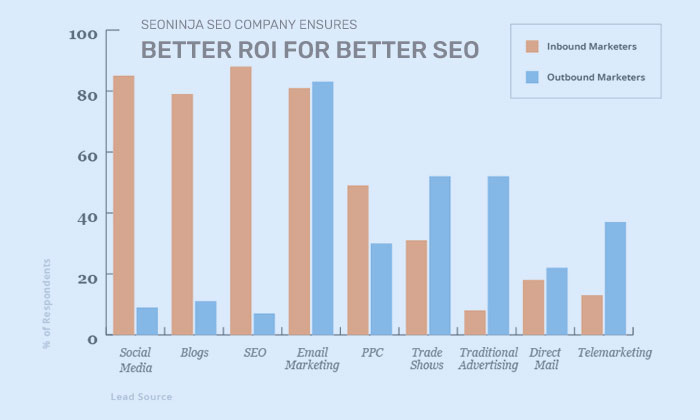 SEONINJA SEO COMPANY ENSURES
BETTER ROI FOR BETTER SEO
Inbound Marketers
Outbound Marketers
100
80
60
40
20
0
% of Respondents
Social
Media
Blogs
SEO
Email
Marketing
PPC
Trade
Shows
Traditional
Advertising
Direct
Mail
Telemarketing
Lead Source